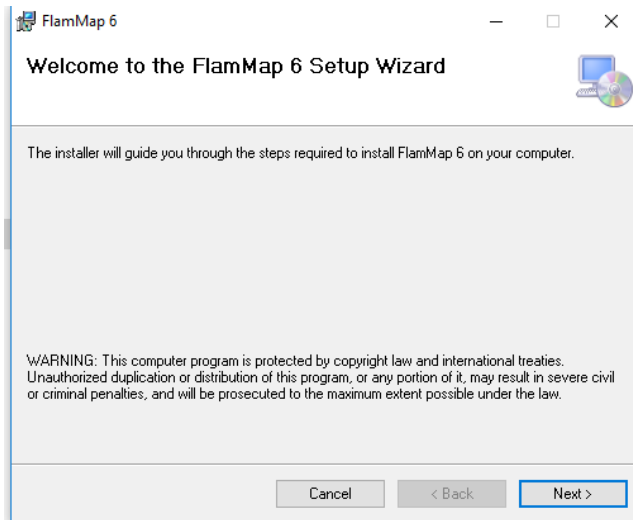 FlamMap 6
Welcome to the FlamMap 6 Setup Wizard
The installer will guide you through the steps required to install FlamMap 6 on your computer.
WARNING: This computer program is protected by copyright law and international treaties.
Unauthorized duplication or distribution of this program, or any portion of it, may result in severe civil
or criminal penalties, and will be prosecuted to the maximum extent possible under the law.
Cancel < Back Next >